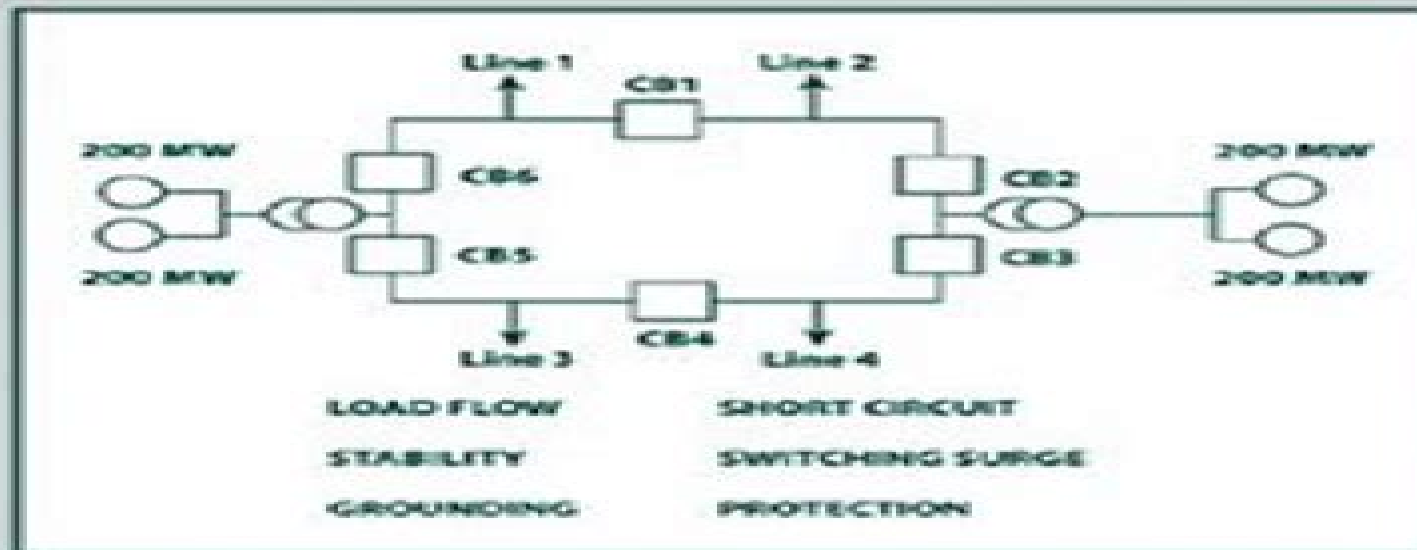 Line 1
Line 2
CB1
200 MW
200 MW
CB6
CB2
CB5
CB3
200 MW
200 MW
CB4
Line 3
Line 4
LOAD FLOW
SHORT CIRCUIT
STABILITY
SWITCHING SURGE
GROUNDING
PROTECTION